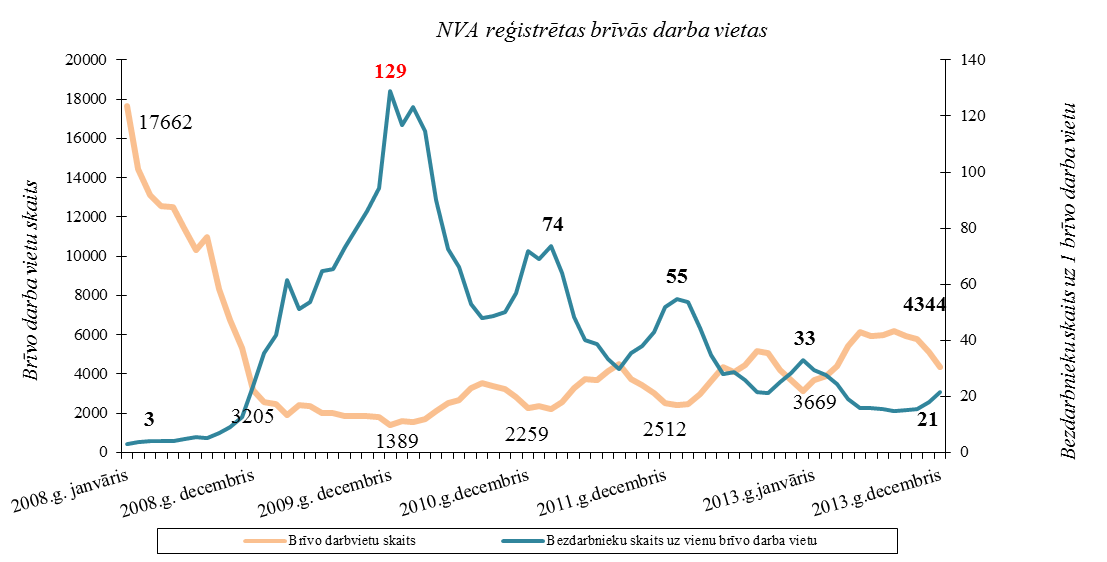 NVA reģistrētas brīvās darba vietas
Brīvo darba vietu skaits
20000
18000
16000
14000
12000
10000
8000
6000
4000
2000
0
17662
3
3205
129
1389
74
2259
55
2512
33
3669
4344
21
140
120
100
80
60
40
20
0
Bezdarbnieku skaits uz 1 brīvo darba vietu
2008.g. janvāris
2008.g. decembris
2009.g. decembris
2010.g.decembris
2011.g.decembris
2013.g.janvāris
2013.g.decembris
Brīvo darbvietu skaits
Bezdarbnieku skaits uz vienu brīvo darba vietu